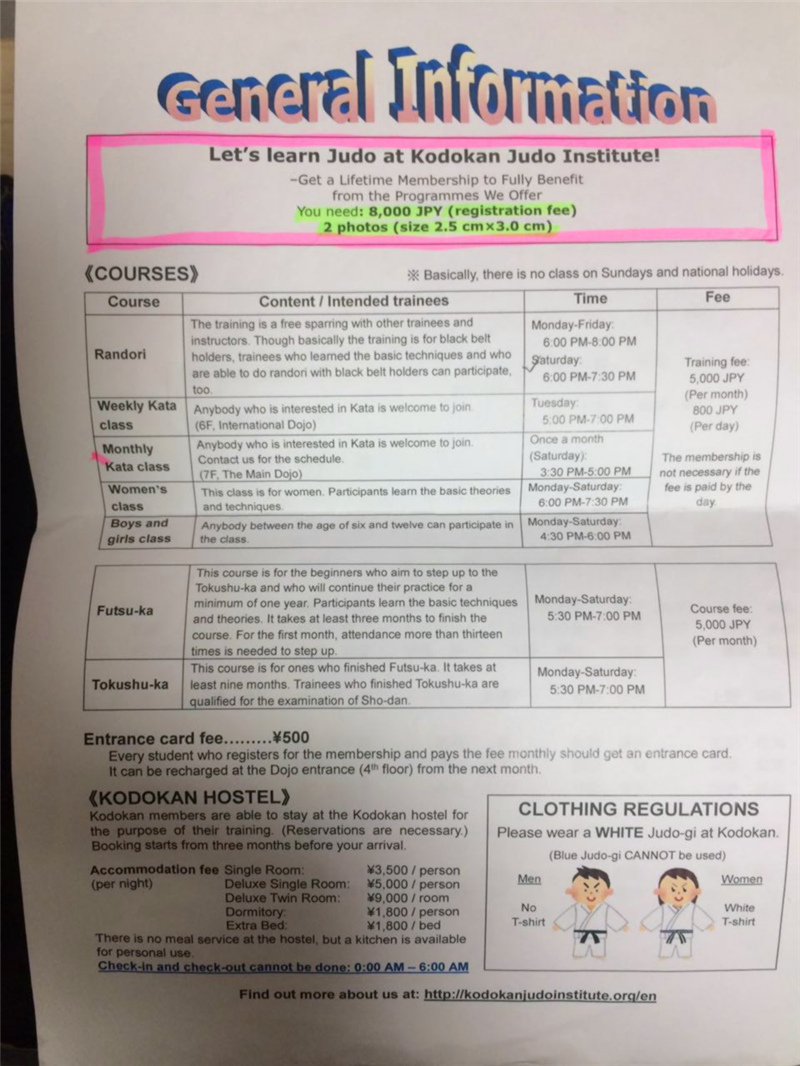 General Information
Let's learn Judo at Kodokan Judo Institute!
~Get a Lifetime Membership to Fully Benefit
from the Programmes We Offer
You need: 8,000 JPY (registration fee)
2 photos (size 2.5 cm×3.0 cm)
《COURSES》
※ Basically, there is no class on Sundays and national holidays.
Course
Content / Intended trainees
Time
Fee
Randori
The training is a free sparring with other trainees and
instructors. Though basically the training is for black belt
holders, trainees who learned the basic techniques and who
are able to do randori with black belt holders can participate,
too.
Monday-Friday:
6:00 PM-8:00 PM
Saturday:
6:00 PM-7:30 PM
Training fee:
5,000 JPY
(Per month)
800 JPY
(Per day)
The membership is
not necessary if the
fee is paid by the
day.
Weekly Kata
class
Anybody who is interested in Kata is welcome to join.
(6F, International Dojo)
Tuesday:
5:00 PM-7:00 PM
Monthly
Kata class
Anybody who is interested in Kata is welcome to join.
Contact us for the schedule.
(7F, The Main Dojo)
Once a month
(Saturday):
3:30 PM-5:00 PM
Women's
class
This class is for women. Participants learn the basic theories
and techniques.
Monday-Saturday:
6:00 PM-7:30 PM
Boys and
girls class
Anybody between the age of six and twelve can participate in
the class.
Monday-Saturday:
4:30 PM-6:00 PM
Futsu-ka
This course is for the beginners who aim to step up to the
Tokushu-ka and who will continue their practice for a
minimum of one year. Participants learn the basic techniques
and theories. It takes at least three months to finish the
course. For the first month, attendance more than thirteen
times is needed to step up.
Monday-Saturday:
5:30 PM-7:00 PM
Course fee:
5,000 JPY
(Per month)
Tokushu-ka
This course is for ones who finished Futsu-ka. It takes at
least nine months. Trainees who finished Tokushu-ka are
qualified for the examination of Sho-dan.
Monday-Saturday:
5:30 PM-7:00 PM
Entrance card fee.........¥500
Every student who registers for the membership and pays the fee monthly should get an entrance card.
It can be recharged at the Dojo entrance (4th floor) from the next month.
《KODOKAN HOSTEL》
Kodokan members are able to stay at the Kodokan hostel for
the purpose of their training. (Reservations are necessary.)
Booking starts from three months before your arrival.
Accommodation fee Single Room: ¥3,500 / person
(per night) Deluxe Single Room: ¥5,000 / person
Deluxe Twin Room: ¥9,000 / room
Dormitory: ¥1,800 / person
Extra Bed: ¥1,800 / bed
There is no meal service at the hostel, but a kitchen is available
for personal use.
Check-in and check-out cannot be done: 0:00 AM – 6:00 AM
CLOTHING REGULATIONS
Please wear a WHITE Judo-gi at Kodokan.
(Blue Judo-gi CANNOT be used)
Men
No
T-shirt
Women
White
T-shirt
Find out more about us at: http://kodokanjudoinstitute.org/en